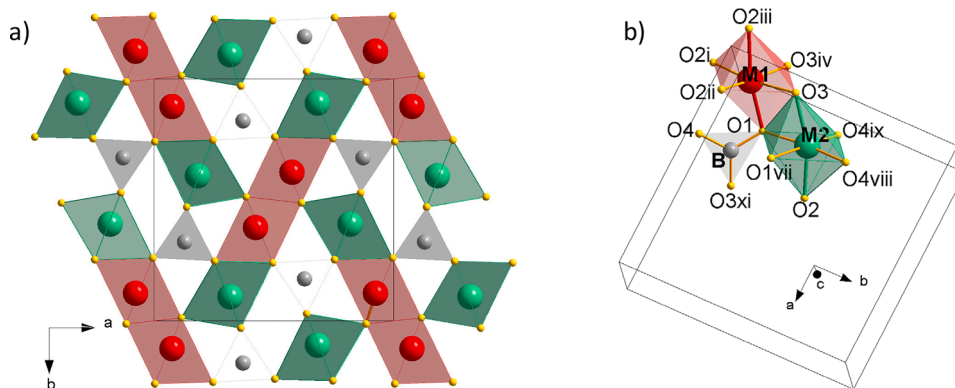 a)
a
b
b)
O2iii
O2i
M1
O3iv
O2ii
O3
O4
O1
M2
O4ix
B
O1vii
O4viii
O3xi
O2
c
b
a